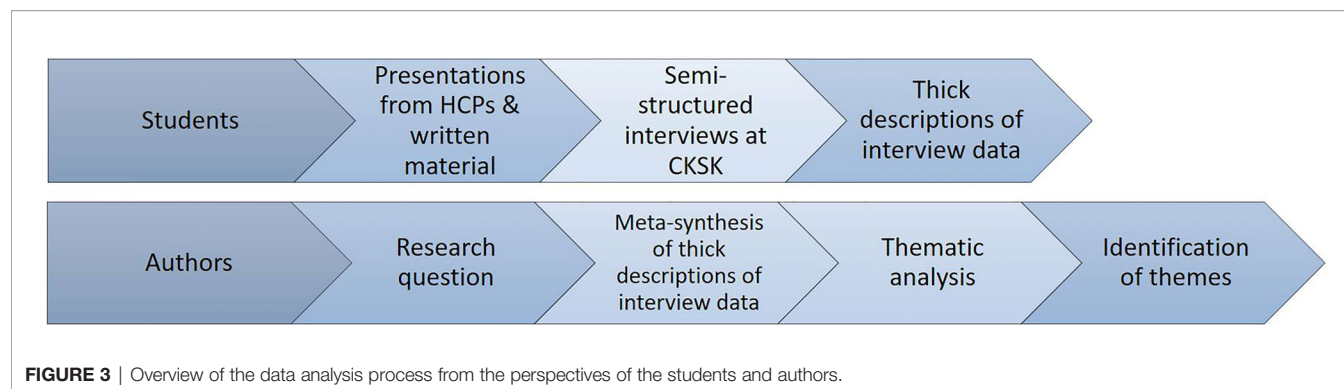 Students
Presentations
from HCPs &
written
material
Semi-
structured
interviews at
CKSK
Thick
descriptions of
interview data
Authors
Research
question
Meta-synthesis
of thick
descriptions of
interview data
Thematic
analysis
Identification
of themes
FIGURE 3 | Overview of the data analysis process from the perspectives of the students and authors.